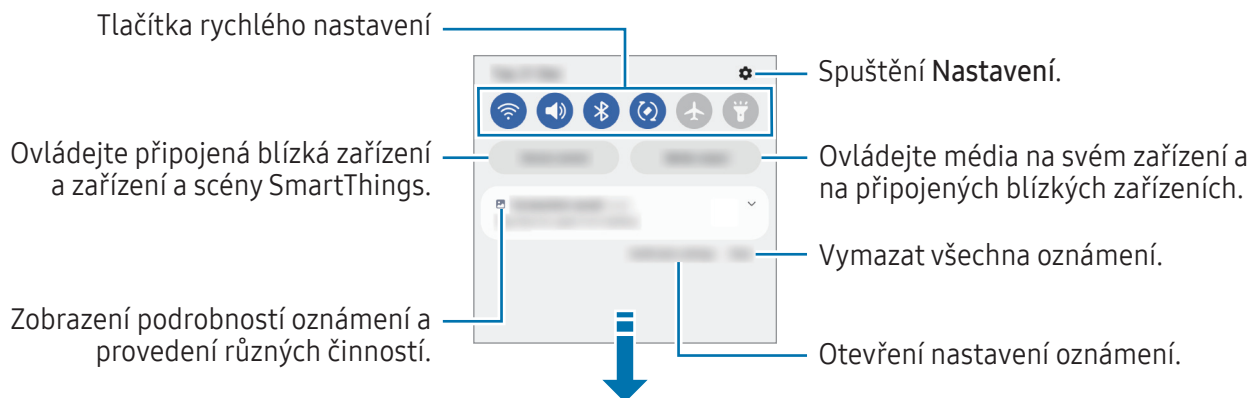 Tlačítka rychlého nastavení
Spuštění Nastavení.
Ovládejte připojená blízká zařízení
a zařízení a scény SmartThings.
Ovládejte média na svém zařízení a
na připojených blízkých zařízeních.
Vymazat všechna oznámení.
Zobrazení podrobností oznámení a
provedení různých činností.
Otevření nastavení oznámení.